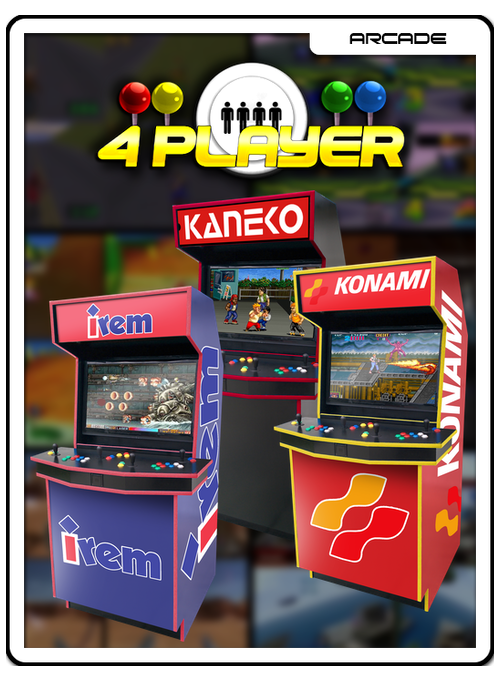 ARCADE
4 PLAYER
KANEKO
KONAMI
irem
KONAMI
irem
irem